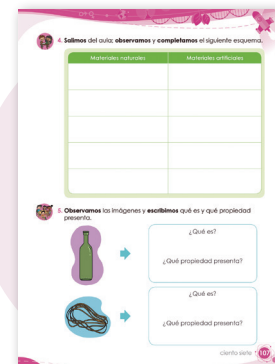 4. Salimos del aula; observamos y completamos el siguiente esquema.
Materiales naturales
Materiales artificiales
5. Observamos las imágenes y escribimos qué es y qué propiedad
presenta.
¿Qué es?
¿Qué propiedad presenta?
¿Qué es?
¿Qué propiedad presenta?
ciento siete
107